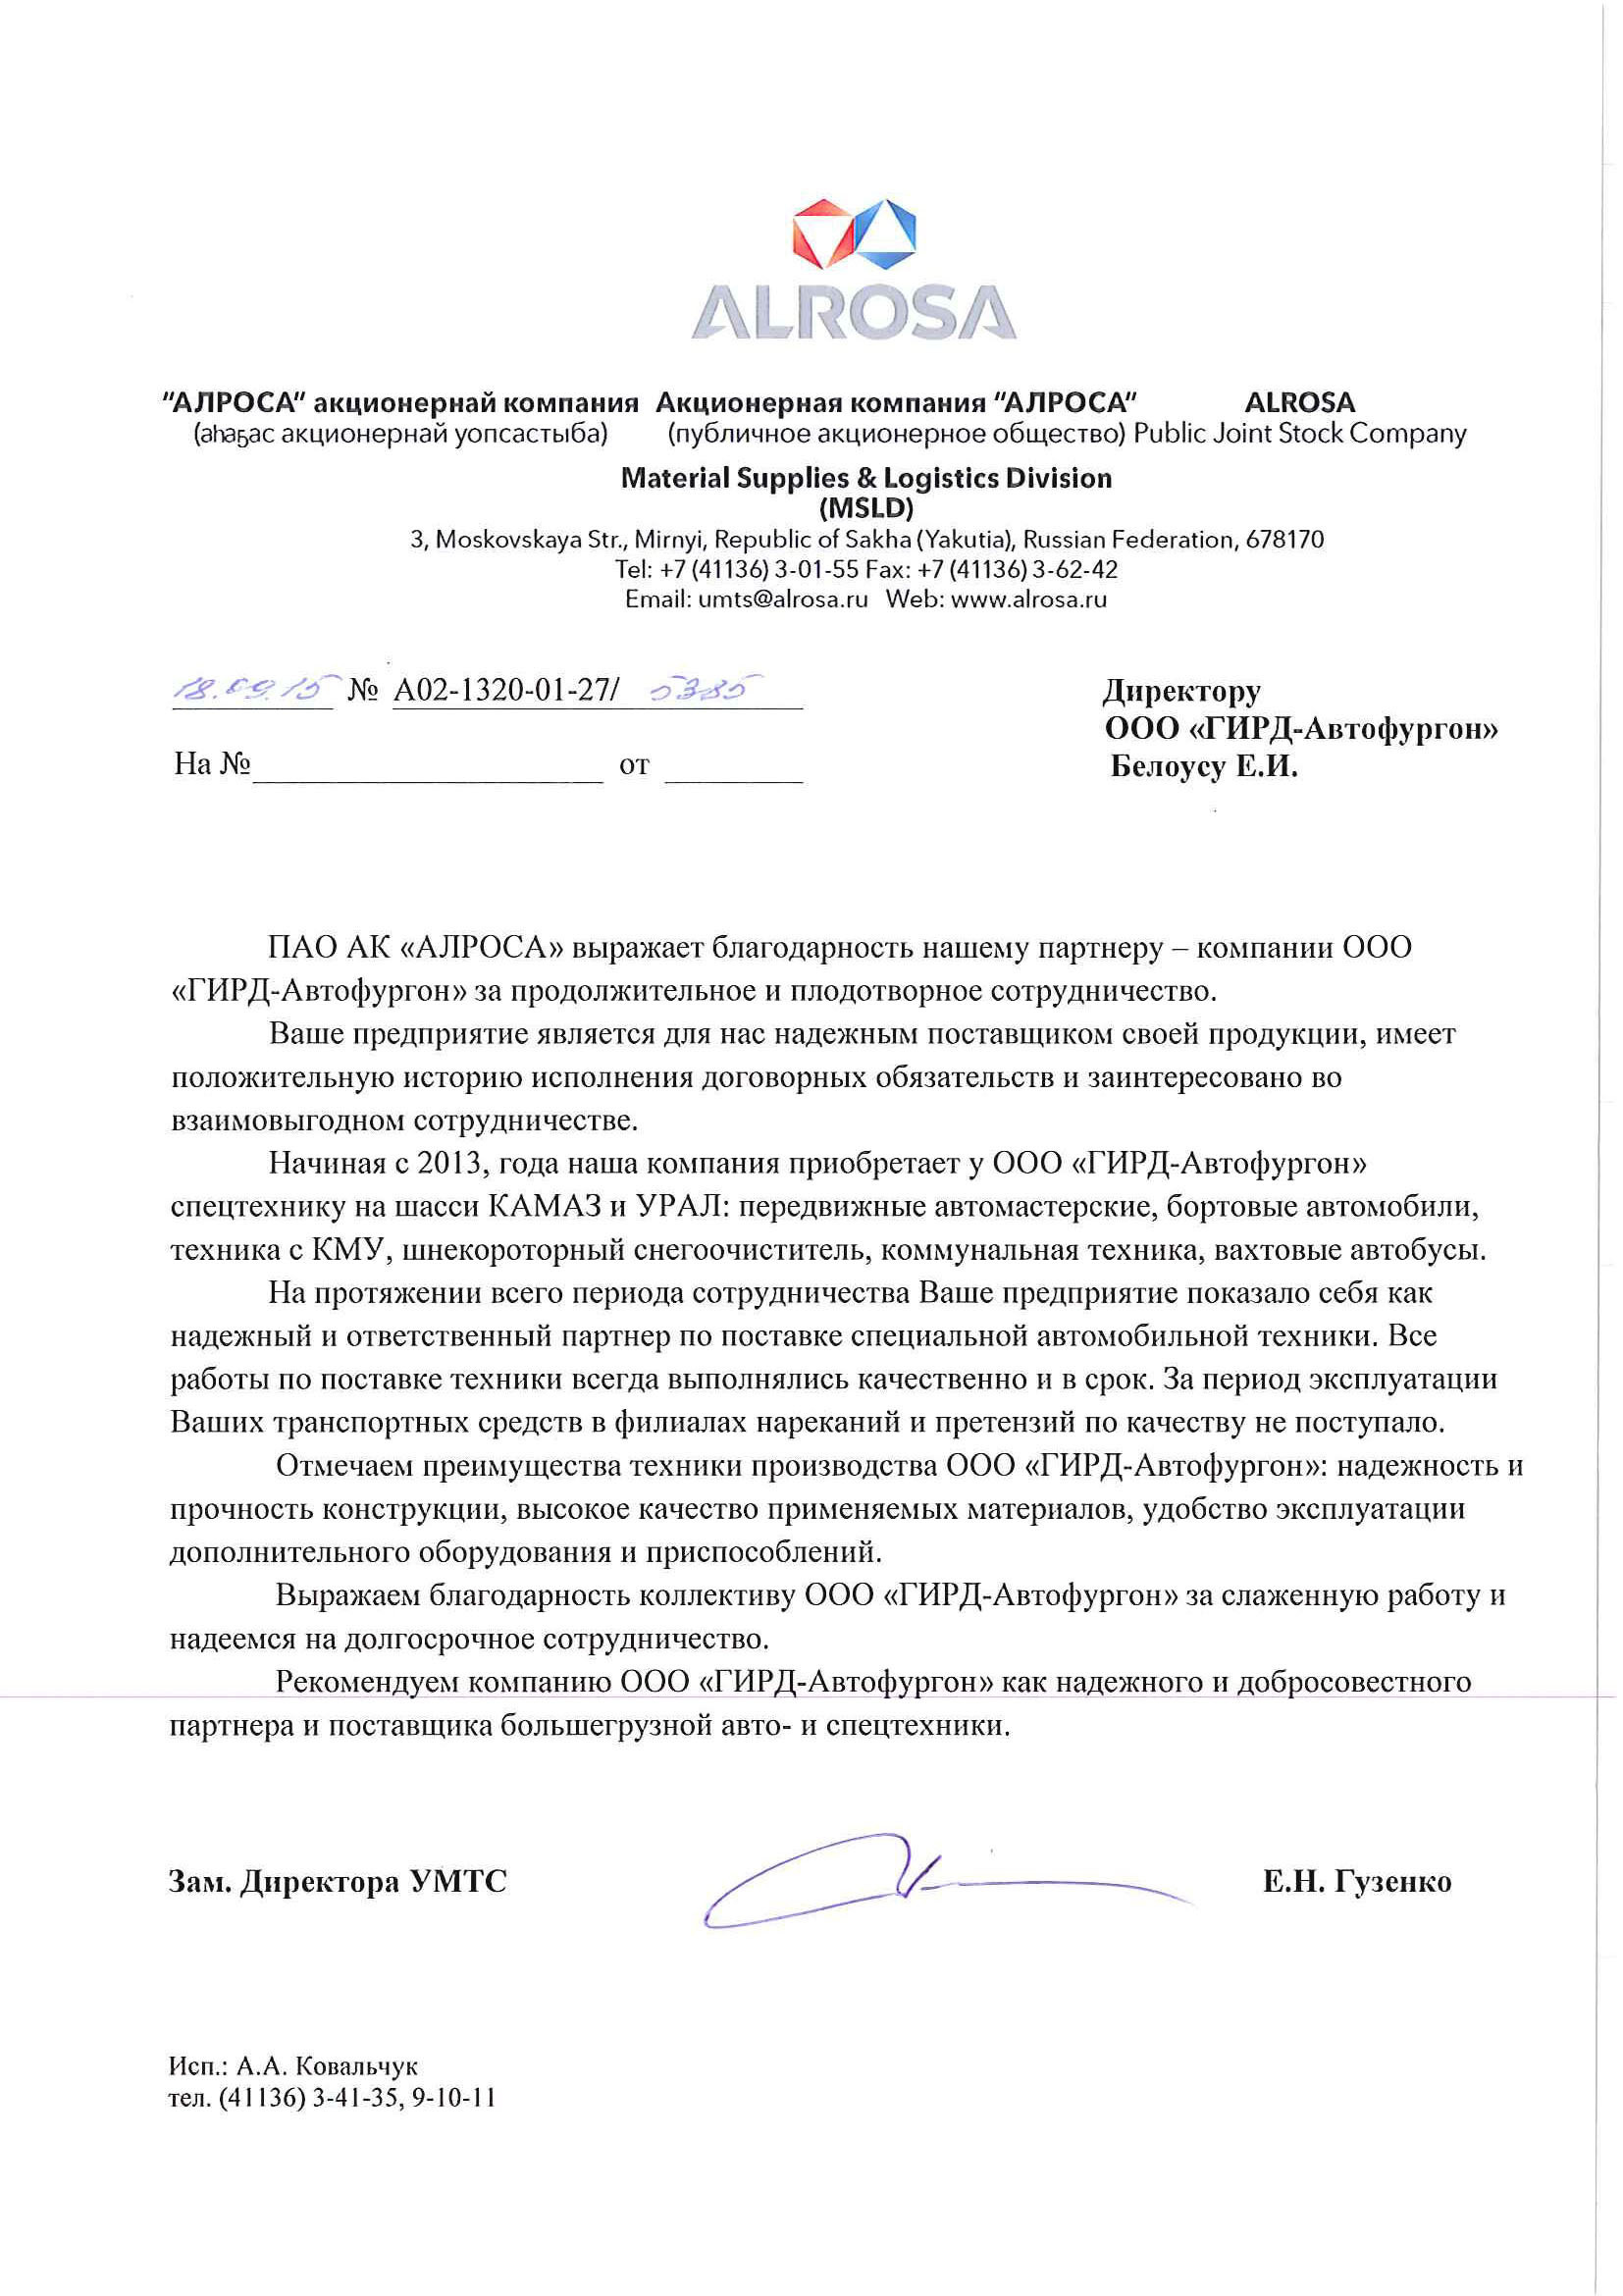 ALROSA
"АЛРОСА" акционернай компания Акционерная компания "АЛРОСА" ALROSA
(аһаҕас акционернай уопсастыба) (публичное акционерное общество) Public Joint Stock Company
Material Supplies & Logistics Division
(MSLD)
3, Moskovskaya Str., Mirnyi, Republic of Sakha (Yakutia), Russian Federation, 678170
Tel: +7 (41136) 3-01-55 Fax: +7 (41136) 3-62-42
Email: umts@alrosa.ru Web: www.alrosa.ru
18.09.15 № А02-1320-01-27/ 5385
На № от
Директору
ООО «ГИРД-Автофургон»
Белоусу Е.И.
ПАО АК «АЛРОСА» выражает благодарность нашему партнеру – компании ООО
«ГИРД-Автофургон» за продолжительное и плодотворное сотрудничество.
Ваше предприятие является для нас надежным поставщиком своей продукции, имеет
положительную историю исполнения договорных обязательств и заинтересовано во
взаимовыгодном сотрудничестве.
Начиная с 2013, года наша компания приобретает у ООО «ГИРД-Автофургон»
спецтехнику на шасси КАМАЗ и УРАЛ: передвижные автомастерские, бортовые автомобили,
техника с КМУ, шнекороторный снегоочиститель, коммунальная техника, вахтовые автобусы.
На протяжении всего периода сотрудничества Ваше предприятие показало себя как
надежный и ответственный партнер по поставке специальной автомобильной техники. Все
работы по поставке техники всегда выполнялись качественно и в срок. За период эксплуатации
Ваших транспортных средств в филиалах нареканий и претензий по качеству не поступало.
Отмечаем преимущества техники производства ООО «ГИРД-Автофургон»: надежность и
прочность конструкции, высокое качество применяемых материалов, удобство эксплуатации
дополнительного оборудования и приспособлений.
Выражаем благодарность коллективу ООО «ГИРД-Автофургон» за слаженную работу и
надеемся на долгосрочное сотрудничество.
Рекомендуем компанию ООО «ГИРД-Автофургон» как надежного и добросовестного
партнера и поставщика большегрузной авто- и спецтехники.
Зам. Директора УМТС Е.Н. Гузенко
Исп.: А.А. Ковальчук
тел. (41136) 3-41-35, 9-10-11